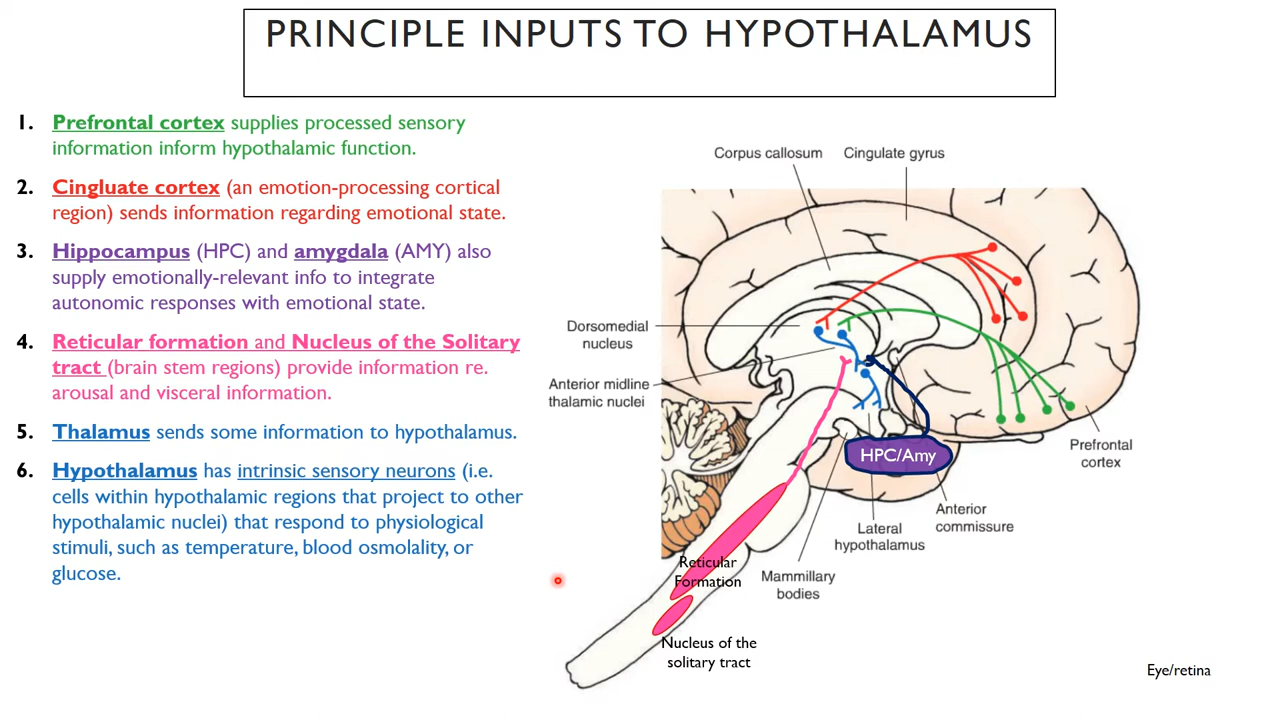 PRINCIPLE INPUTS TO HYPOTHALAMUS
1. Prefrontal cortex supplies processed sensory
information inform hypothalamic function.
2. Cingluate cortex (an emotion-processing cortical
region) sends information regarding emotional state.
3. Hippocampus (HPC) and amygdala (AMY) also
supply emotionally-relevant info to integrate
autonomic responses with emotional state.
4. Reticular formation and Nucleus of the Solitary
tract (brain stem regions) provide information re.
arousal and visceral information.
5. Thalamus sends some information to hypothalamus.
6. Hypothalamus has intrinsic sensory neurons (i.e.
cells within hypothalamic regions that project to other
hypothalamic nuclei) that respond to physiological
stimuli, such as temperature, blood osmolality, or
glucose.
Corpus callosum
Cingulate gyrus
Dorsomedial
nucleus
Anterior midline
thalamic nuclei
Prefrontal
cortex
HPC/Amy
Anterior
commissure
Lateral
hypothalamus
Mammillary
bodies
Reticular
Formation
Nucleus of the
solitary tract
Eye/retina